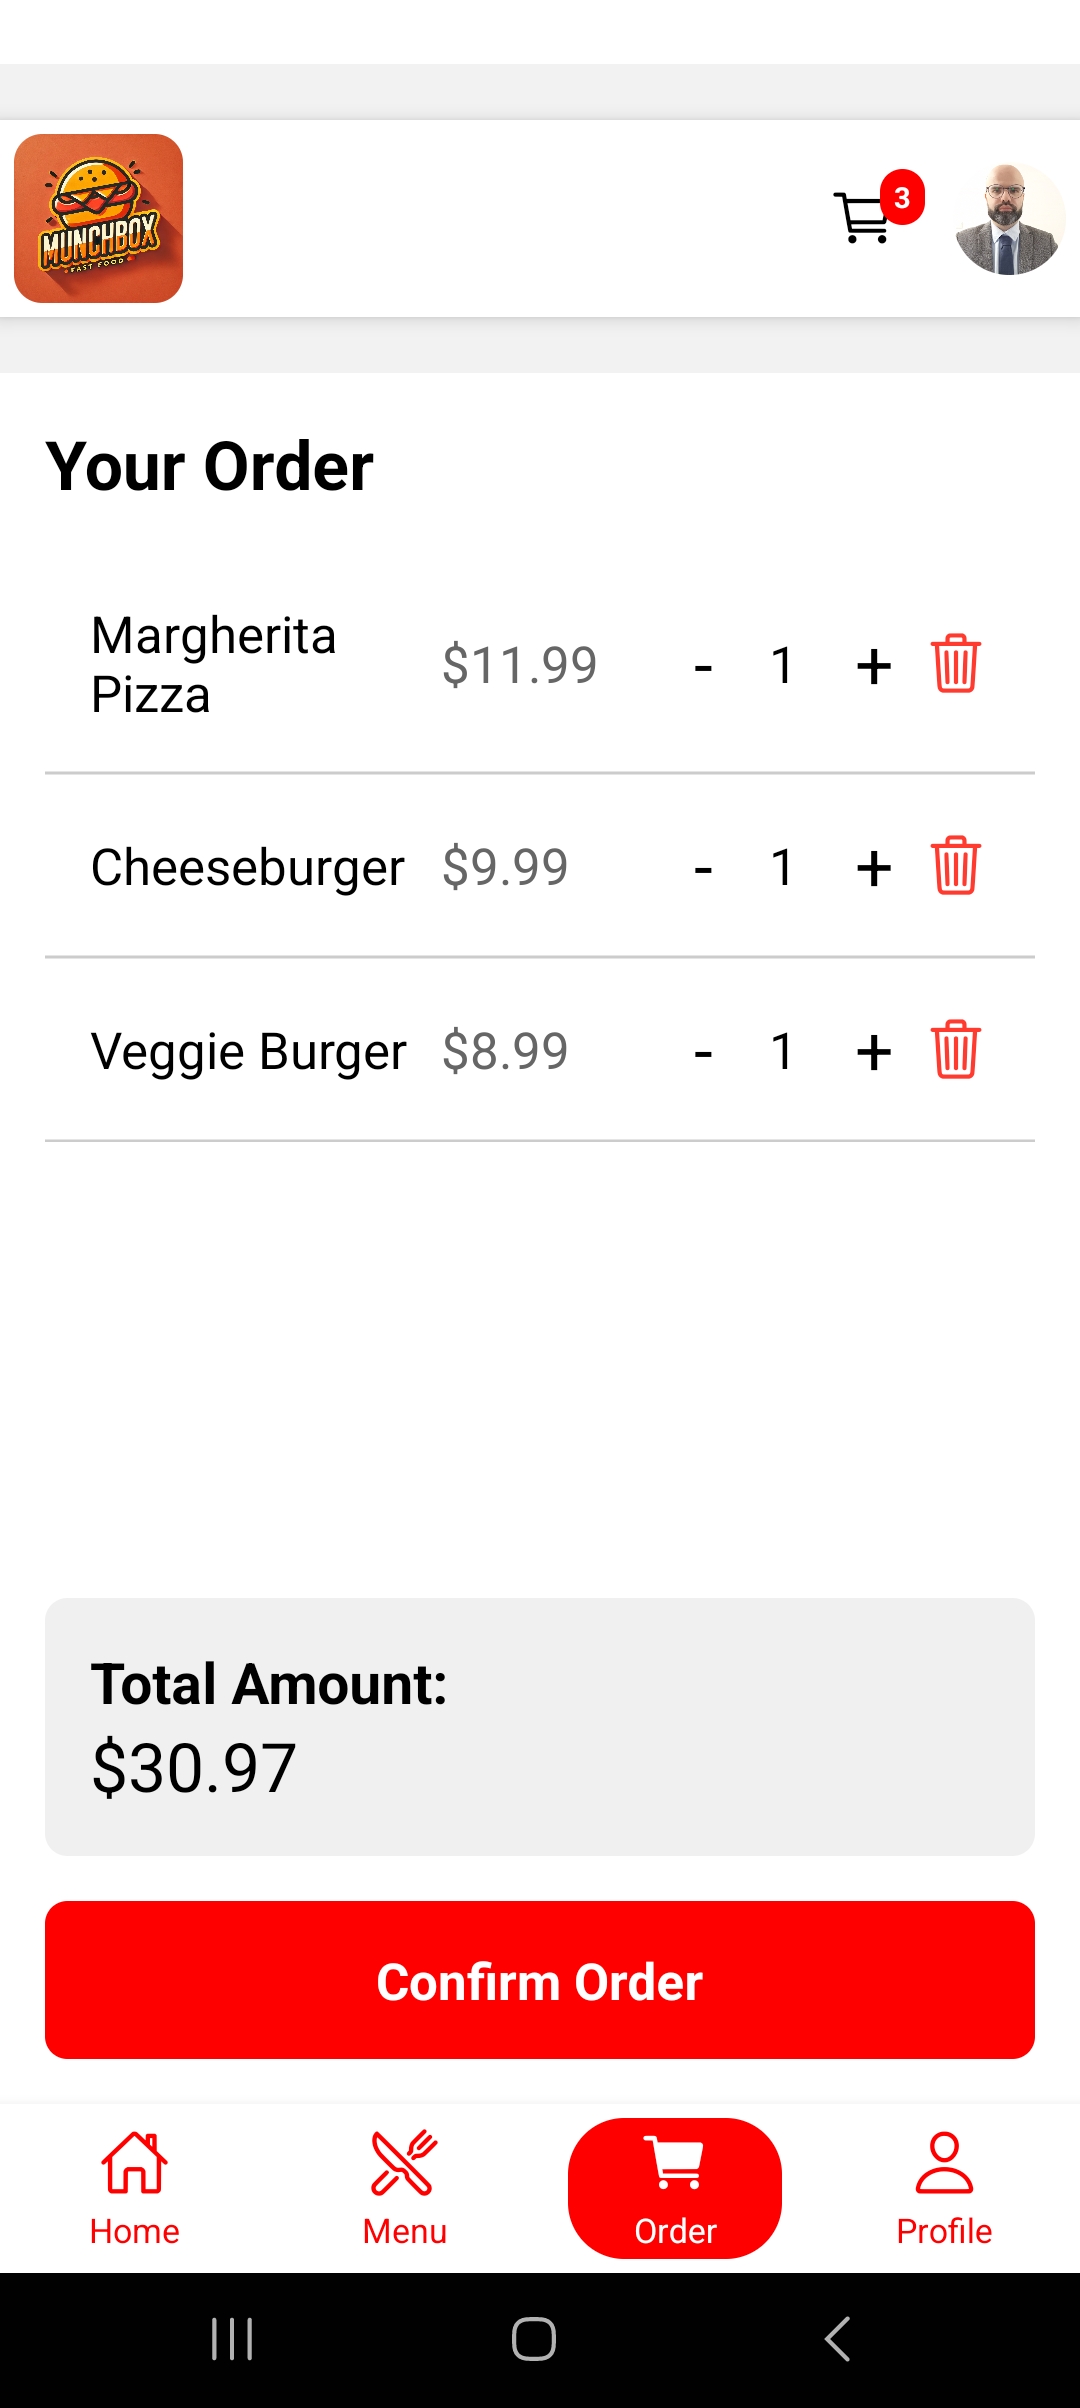 MUNCHBOX
FAST FOOD
3
Your Order
Margherita
Pizza
$11.99
- 1 +
Cheeseburger $9.99 - 1 +
Veggie Burger $8.99 - 1 +
Total Amount:
$30.97
Confirm Order
Home Menu Order Profile